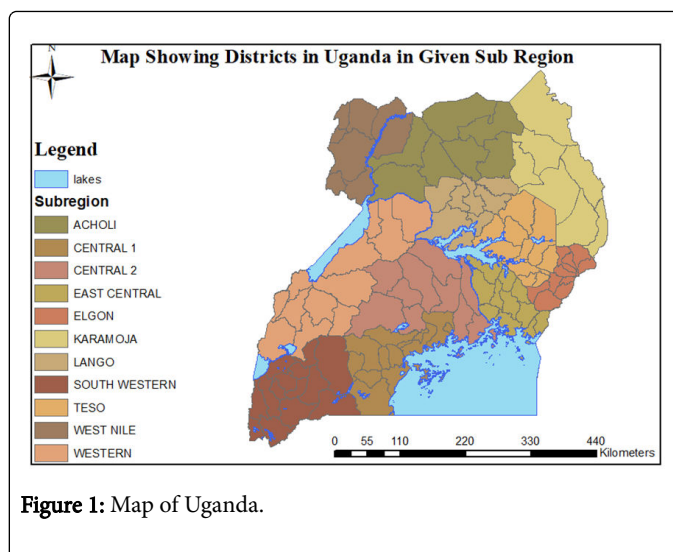 Map Showing Districts in Uganda in Given Sub Region
N
Legend
lakes
Subregion
ACHOLI
CENTRAL 1
CENTRAL 2
EAST CENTRAL
ELGON
KARAMOJA
LANGO
SOUTH WESTERN
TESO
WEST NILE
WESTERN
0 55 110 220 330 440
Kilometers
Figure 1: Map of Uganda.